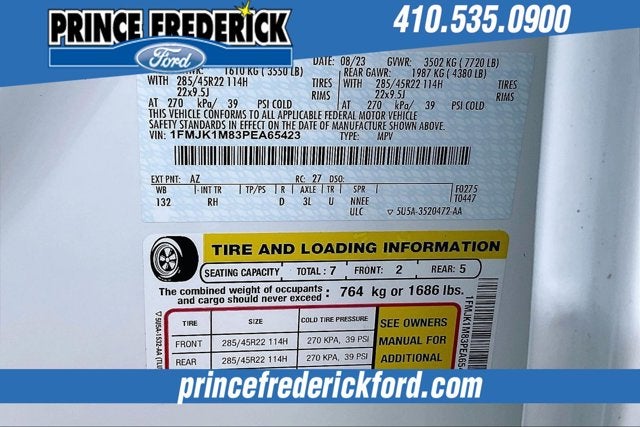 PRINCE FREDERICK
Ford
410.535.0900
DATE: 08/23 GVWR: 3502 KG (7720 LB)
1610 KG (3550 LB) REAR GAWR: 1987 KG (4380 LB)
WITH 285/45R22 114H TIRES WITH 285/45R22 114H TIRES
22x9.5J RIMS 22x9.5J RIMS
AT 270 kPa/ 39 PSI COLD AT 270 kPa/ 39 PSI COLD
THIS VEHICLE CONFORMS TO ALL APPLICABLE FEDERAL MOTOR VEHICLE
SAFETY STANDARDS IN EFFECT ON THE DATE OF MANUFACTURE SHOWN ABOVE.
VIN: 1FMJK1M83PEA65423 TYPE: MPV
EXT PNT: AZ RC: 27 DSO:
WB INT TR TP/PS R AXLE TR SPR F0275
132 RH D 3L U NNEE T0447
ULC ▽ 5U5A-3520472-AA
TIRE AND LOADING INFORMATION
SEATING CAPACITY TOTAL: 7 FRONT: 2 REAR: 5
The combined weight of occupants and cargo should never exceed: 764 kg or 1686 lbs.
TIRE SIZE COLD TIRE PRESSURE
FRONT 285/45R22 114H 270 KPA, 39 PSI
REAR 285/45R22 114H 270 KPA, 39 PSI
SEE OWNERS
MANUAL FOR
ADDITIONAL
princefrederickford.com